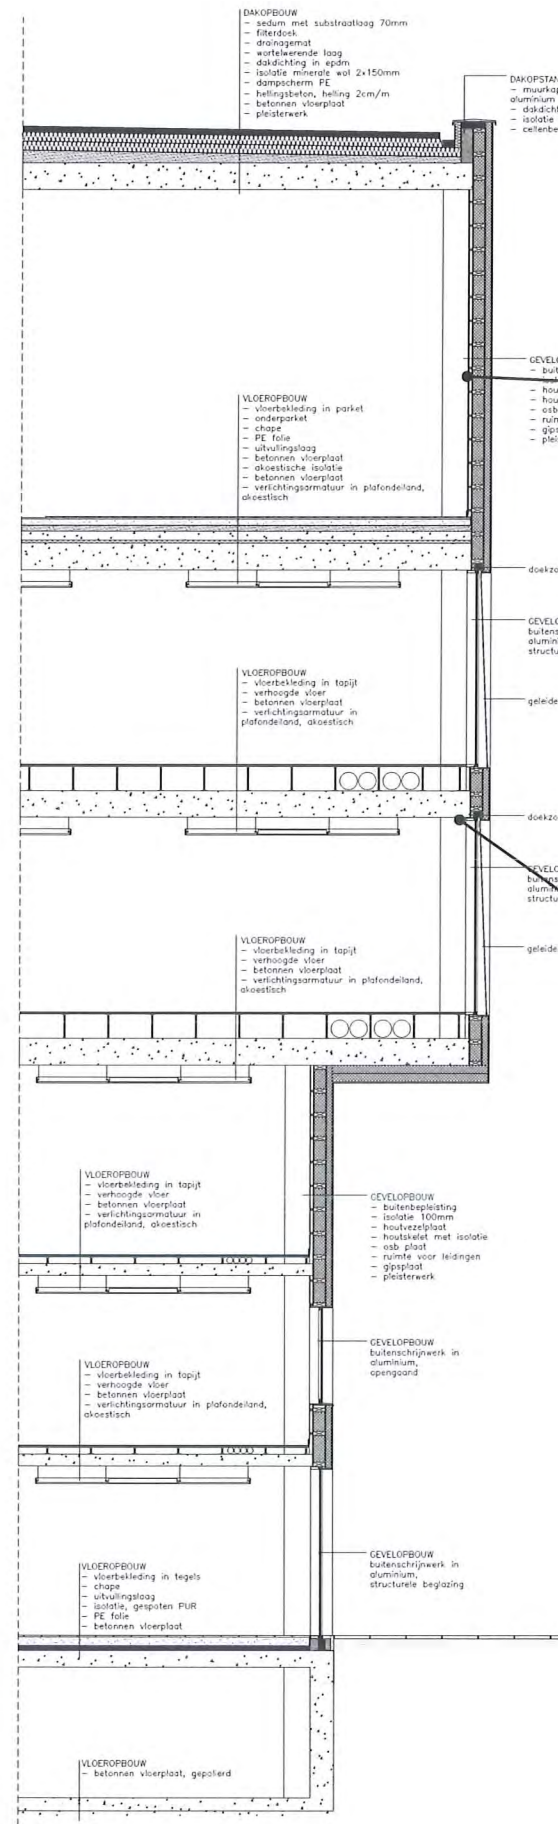 DAKOPBOUW
- sedum met substraatlaag 70mm
- filterdoek
- drainagemat
- wortelwerende laag
- dakdichting in epdm
- isolatie minerale wol 2*150mm
- dampscherm PE
- hellingsbeton, helling 2cm/m
- betonnen vloerplaat
- pleisterwerk
DAKOPSTAN
- muurkap
aluminium
- dakdicht
- isolatie
- cellenbe
GEVELO
- buit
- hou
- hou
- osb
- ruim
- gips
- plei
VLOEROPBOUW
- vloerbekleding in parket
- onderparket
- chape
- PE folie
- uitvullingslaag
- betonnen vloerplaat
- akoestische isolatie
- betonnen vloerplaat
- verlichtingsarmatuur in plafondeiland,
akoestisch
doekzo
GEVELO
buitens
alumini
structu
VLOEROPBOUW
- vloerbekleding in tapijt
- verhoogde vloer
- betonnen vloerplaat
- verlichtingsarmatuur in
plafondeiland, akoestisch
geleide
doekzo
GEVELO
buitens
alumini
structu
VLOEROPBOUW
- vloerbekleding in tapijt
- verhoogde vloer
- betonnen vloerplaat
- verlichtingsarmatuur in plafondeiland,
akoestisch
geleide
VLOEROPBOUW
- vloerbekleding in tapijt
- verhoogde vloer
- betonnen vloerplaat
- verlichtingsarmatuur in
plafondeiland, akoestisch
GEVELOPBOUW
- buitenbepleisting
- isolatie 100mm
- houtvezelplaat
- houtskelet met isolatie
- osb plaat
- ruimte voor leidingen
- gipsplaat
- pleisterwerk
GEVELOPBOUW
buitenschrijnwerk in
aluminium,
opengaand
VLOEROPBOUW
- vloerbekleding in tapijt
- verhoogde vloer
- betonnen vloerplaat
- verlichtingsarmatuur in plafondeiland,
akoestisch
GEVELOPBOUW
buitenschrijnwerk in
aluminium,
structurele beglazing
VLOEROPBOUW
- vloerbekleding in tegels
- chape
- uitvullingslaag
- isolatie, gespoten PUR
- PE folie
- betonnen vloerplaat
VLOEROPBOUW
- betonnen vloerplaat, gepolierd